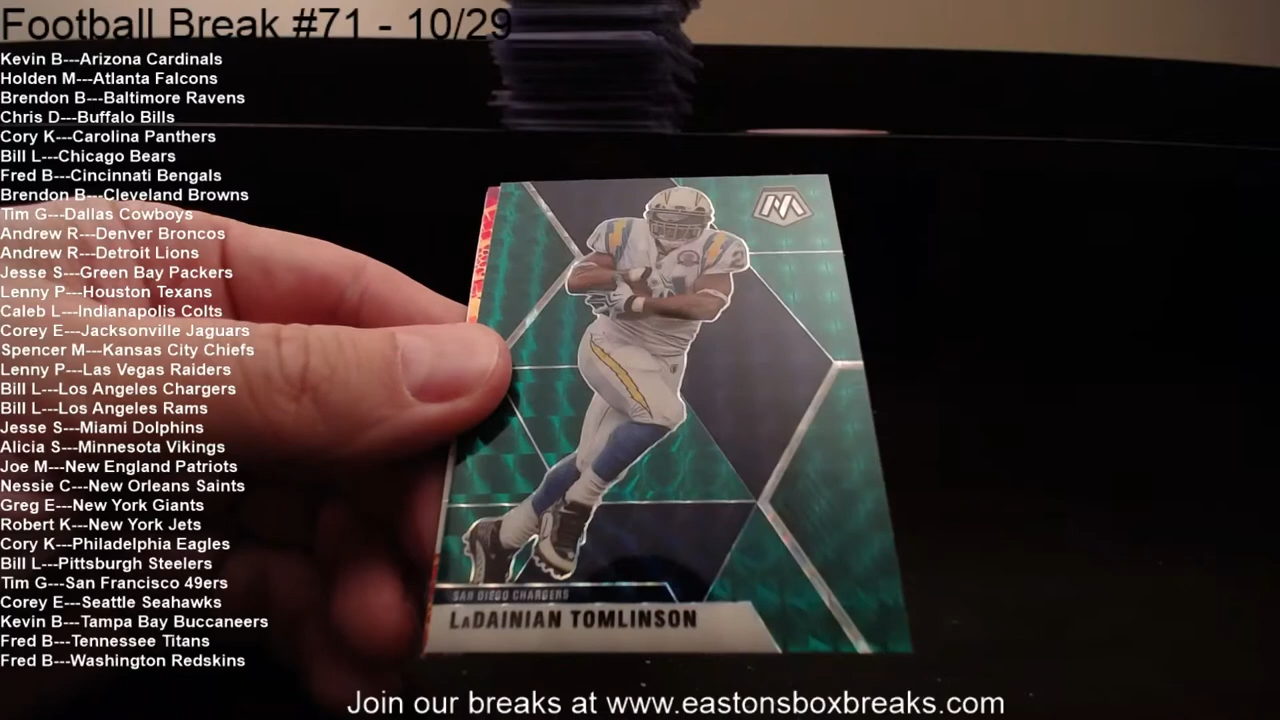 Football Break #71 - 10/29
Kevin B---Arizona Cardinals
Holden M---Atlanta Falcons
Brendon B---Baltimore Ravens
Chris D---Buffalo Bills
Cory K---Carolina Panthers
Bill L---Chicago Bears
Fred B---Cincinnati Bengals
Brendon B---Cleveland Browns
Tim G---Dallas Cowboys
Andrew R---Denver Broncos
Andrew R---Detroit Lions
Jesse S---Green Bay Packers
Lenny P---Houston Texans
Caleb L---Indianapolis Colts
Corey E---Jacksonville Jaguars
Spencer M---Kansas City Chiefs
Lenny P---Las Vegas Raiders
Bill L---Los Angeles Chargers
Bill L---Los Angeles Rams
Jesse S---Miami Dolphins
Alicia S---Minnesota Vikings
Joe M---New England Patriots
Nessie C---New Orleans Saints
Greg E---New York Giants
Robert K---New York Jets
Cory K---Philadelphia Eagles
Bill L---Pittsburgh Steelers
Tim G---San Francisco 49ers
Corey E---Seattle Seahawks
Kevin B---Tampa Bay Buccaneers
Fred B---Tennessee Titans
Fred B---Washington Redskins
SAN DIEGO CHARGERS
LaDAINIAN TOMLINSON
Join our breaks at www.eastonsboxbreaks.com